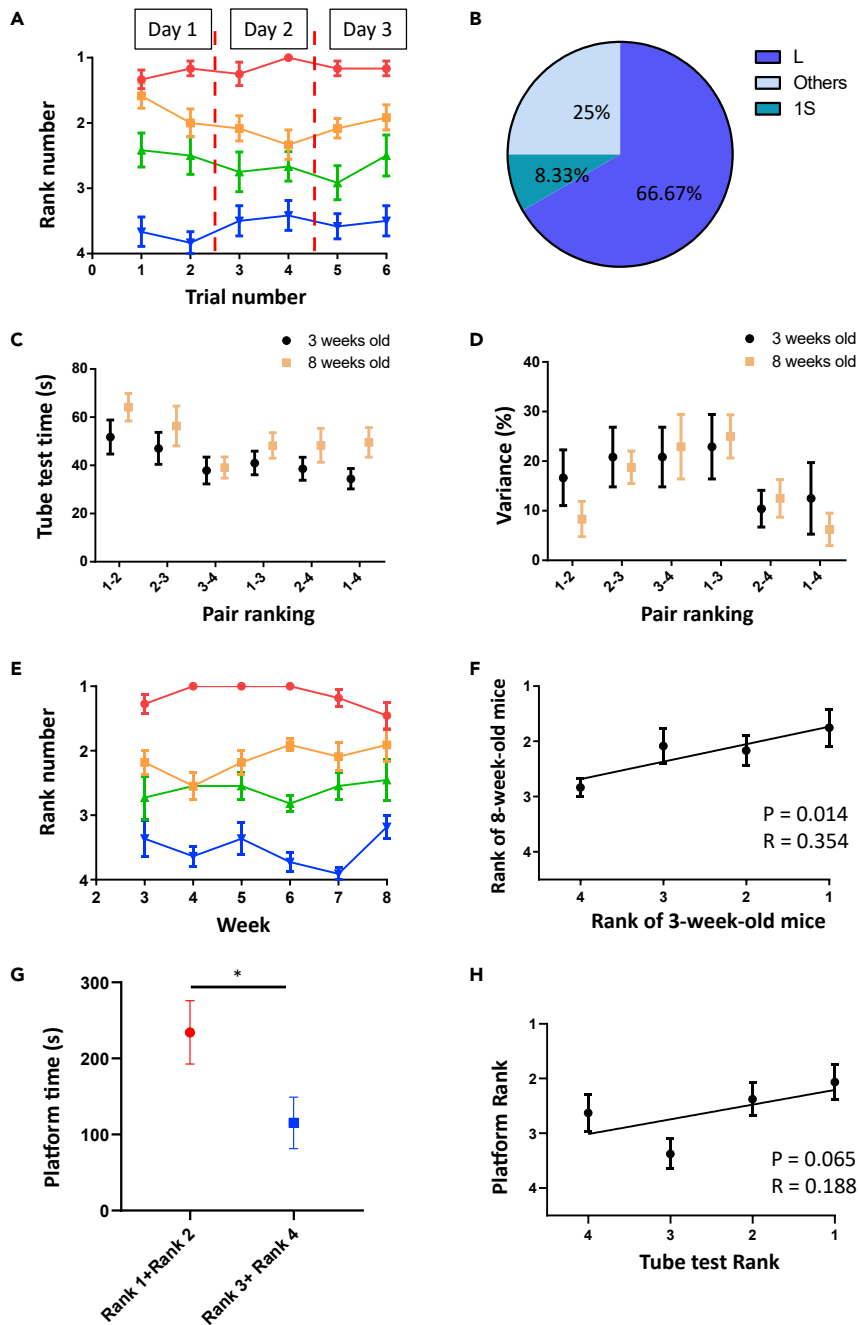 A
Day 1
Day 2
Day 3
Rank number
1
2
3
4
0
1
2
3
4
5
6
Trial number
B
25%
8.33%
66.67%
L
Others
1S
C
3 weeks old
8 weeks old
Tube test time (s)
80
60
40
20
0
1-2
2-3
3-4
1-3
2-4
1-4
Pair ranking
D
3 weeks old
8 weeks old
Variance (%)
40
30
20
10
0
1-2
2-3
3-4
1-3
2-4
1-4
Pair ranking
E
Rank number
1
2
3
4
2
3
4
5
6
7
8
Week
F
Rank of 8-week-old mice
1
2
3
4
P = 0.014
R = 0.354
4
3
2
1
Rank of 3-week-old mice
G
Platform time (s)
300
200
100
0
*
Rank 1+Rank 2
Rank 3+ Rank 4
H
Platform Rank
1
2
3
4
P = 0.065
R = 0.188
4
3
2
1
Tube test Rank